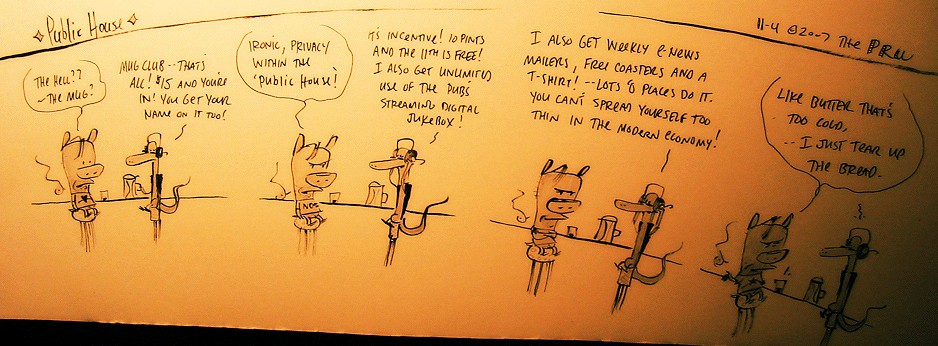 Public House
11-4 ©2007 The
THE HELL??
-- THE MUG?
MUG CLUB -- THAT'S
ALL! $15 AND YOU'RE
IN! YOU GET YOUR
NAME ON IT TOO!
IRONIC, PRIVACY
WITHIN THE
"PUBLIC HOUSE!"
ITS INCENTIVE! 10 PINTS
AND THE 11TH IS FREE!
I ALSO GET UNLIMITED
USE OF THE PUBS
STREAMING DIGITAL
JUKEBOX!
I ALSO GET WEEKLY E-NEWS
MAILERS, FREE COASTERS AND A
T-SHIRT! -- LOTS 'O PLACES DO IT.
YOU CAN'T SPREAD YOURSELF TOO
THIN IN THE MODERN ECONOMY!
LIKE BUTTER THAT'S
TOO COLD,
-- I JUST TEAR UP
THE BREAD.